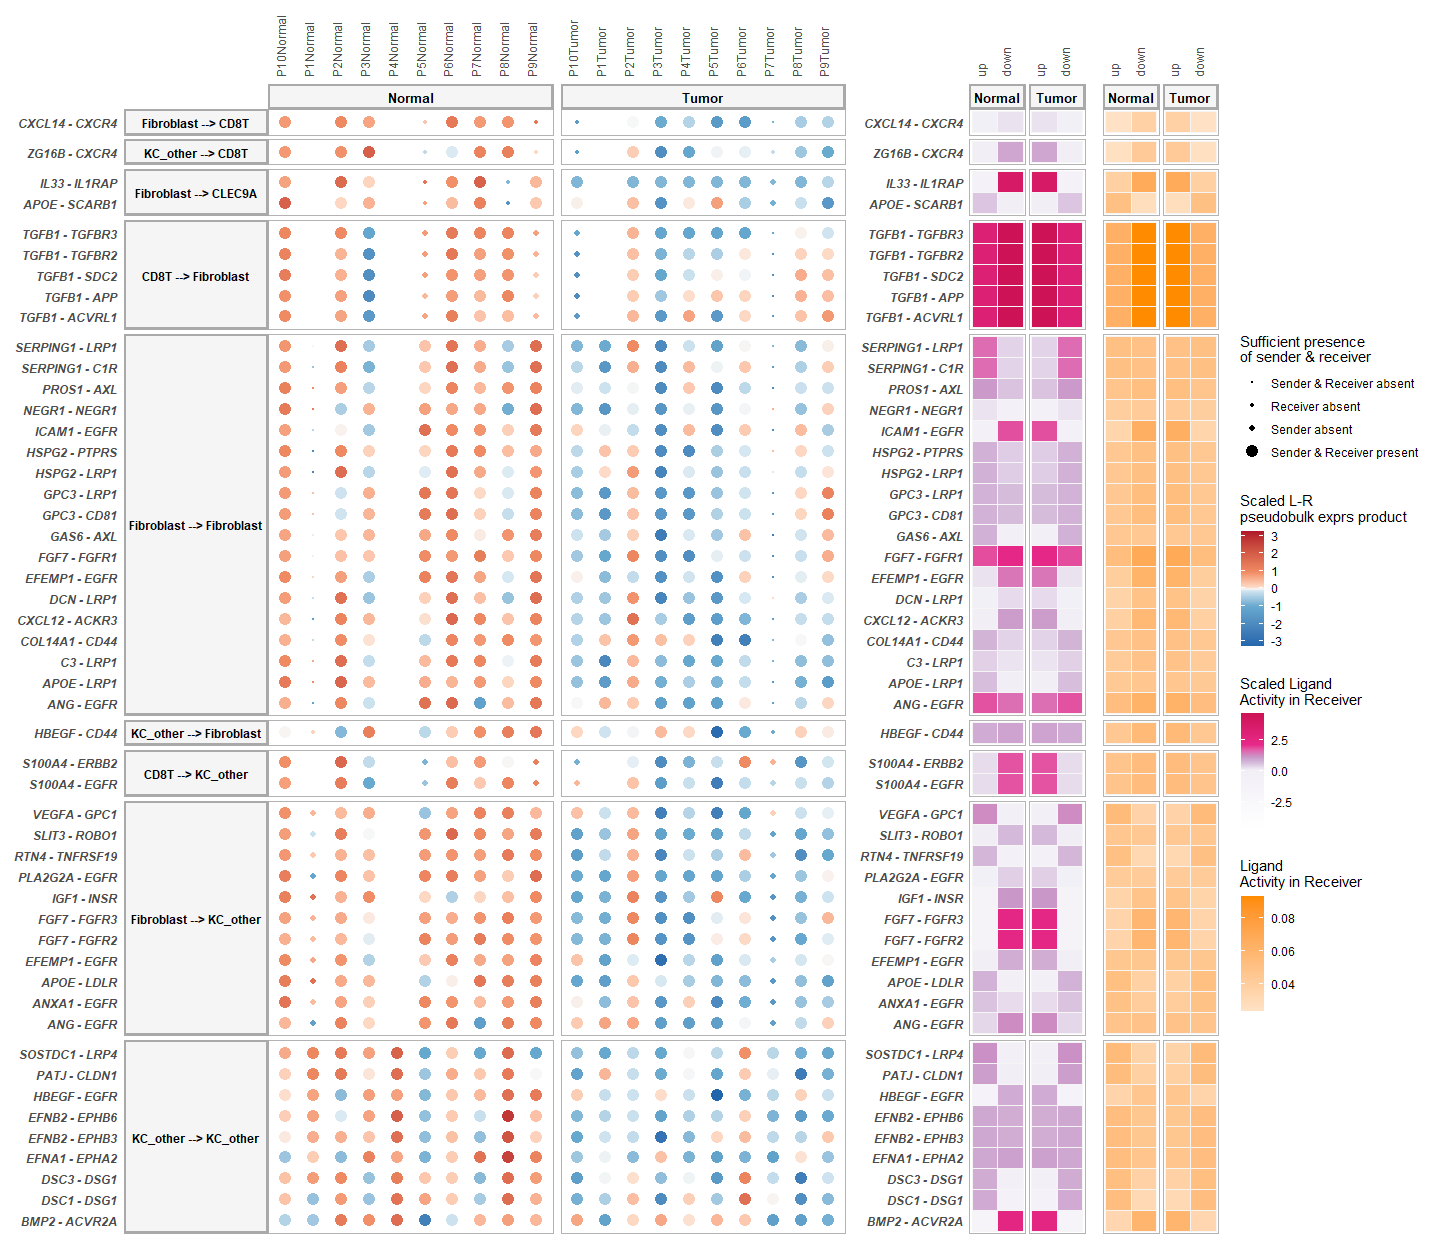 P10Normal P1Normal P2Normal P3Normal P4Normal P5Normal P6Normal P7Normal P8Normal P9Normal P10Tumor P1Tumor P2Tumor P3Tumor P4Tumor P5Tumor P6Tumor P7Tumor P8Tumor P9Tumor up down up down up down up down
Normal Tumor Normal Tumor Normal Tumor
CXCL14 - CXCR4 Fibroblast --> CD8T CXCL14 - CXCR4
ZG16B - CXCR4 KC_other --> CD8T ZG16B - CXCR4
IL33 - IL1RAP IL33 - IL1RAP
Fibroblast --> CLEC9A
APOE - SCARB1 APOE - SCARB1
TGFB1 - TGFBR3 TGFB1 - TGFBR3
TGFB1 - TGFBR2 TGFB1 - TGFBR2
TGFB1 - SDC2 CD8T --> Fibroblast TGFB1 - SDC2
TGFB1 - APP TGFB1 - APP
TGFB1 - ACVRL1 TGFB1 - ACVRL1
SERPING1 - LRP1 SERPING1 - LRP1
SERPING1 - C1R SERPING1 - C1R
PROS1 - AXL PROS1 - AXL
NEGR1 - NEGR1 NEGR1 - NEGR1
ICAM1 - EGFR ICAM1 - EGFR
HSPG2 - PTPRS HSPG2 - PTPRS
HSPG2 - LRP1 HSPG2 - LRP1
GPC3 - LRP1 GPC3 - LRP1
GPC3 - CD81 GPC3 - CD81
Fibroblast --> Fibroblast
GAS6 - AXL GAS6 - AXL
FGF7 - FGFR1 FGF7 - FGFR1
EFEMP1 - EGFR EFEMP1 - EGFR
DCN - LRP1 DCN - LRP1
CXCL12 - ACKR3 CXCL12 - ACKR3
COL14A1 - CD44 COL14A1 - CD44
C3 - LRP1 C3 - LRP1
APOE - LRP1 APOE - LRP1
ANG - EGFR ANG - EGFR
HBEGF - CD44 KC_other --> Fibroblast HBEGF - CD44
S100A4 - ERBB2 S100A4 - ERBB2
CD8T --> KC_other
S100A4 - EGFR S100A4 - EGFR
VEGFA - GPC1 VEGFA - GPC1
SLIT3 - ROBO1 SLIT3 - ROBO1
RTN4 - TNFRSF19 RTN4 - TNFRSF19
PLA2G2A - EGFR PLA2G2A - EGFR
IGF1 - INSR IGF1 - INSR
FGF7 - FGFR3 Fibroblast --> KC_other FGF7 - FGFR3
FGF7 - FGFR2 FGF7 - FGFR2
EFEMP1 - EGFR EFEMP1 - EGFR
APOE - LDLR APOE - LDLR
ANXA1 - EGFR ANXA1 - EGFR
ANG - EGFR ANG - EGFR
SOSTDC1 - LRP4 SOSTDC1 - LRP4
PATJ - CLDN1 PATJ - CLDN1
HBEGF - EGFR HBEGF - EGFR
EFNB2 - EPHB6 EFNB2 - EPHB6
EFNB2 - EPHB3 KC_other --> KC_other EFNB2 - EPHB3
EFNA1 - EPHA2 EFNA1 - EPHA2
DSC3 - DSG1 DSC3 - DSG1
DSC1 - DSG1 DSC1 - DSG1
BMP2 - ACVR2A BMP2 - ACVR2A
Sufficient presence
of sender & receiver
Sender & Receiver absent
Receiver absent
Sender absent
Sender & Receiver present
Scaled L-R
pseudobulk exprs product
3
2
1
0
-1
-2
-3
Scaled Ligand
Activity in Receiver
2.5
0.0
-2.5
Ligand
Activity in Receiver
0.08
0.06
0.04